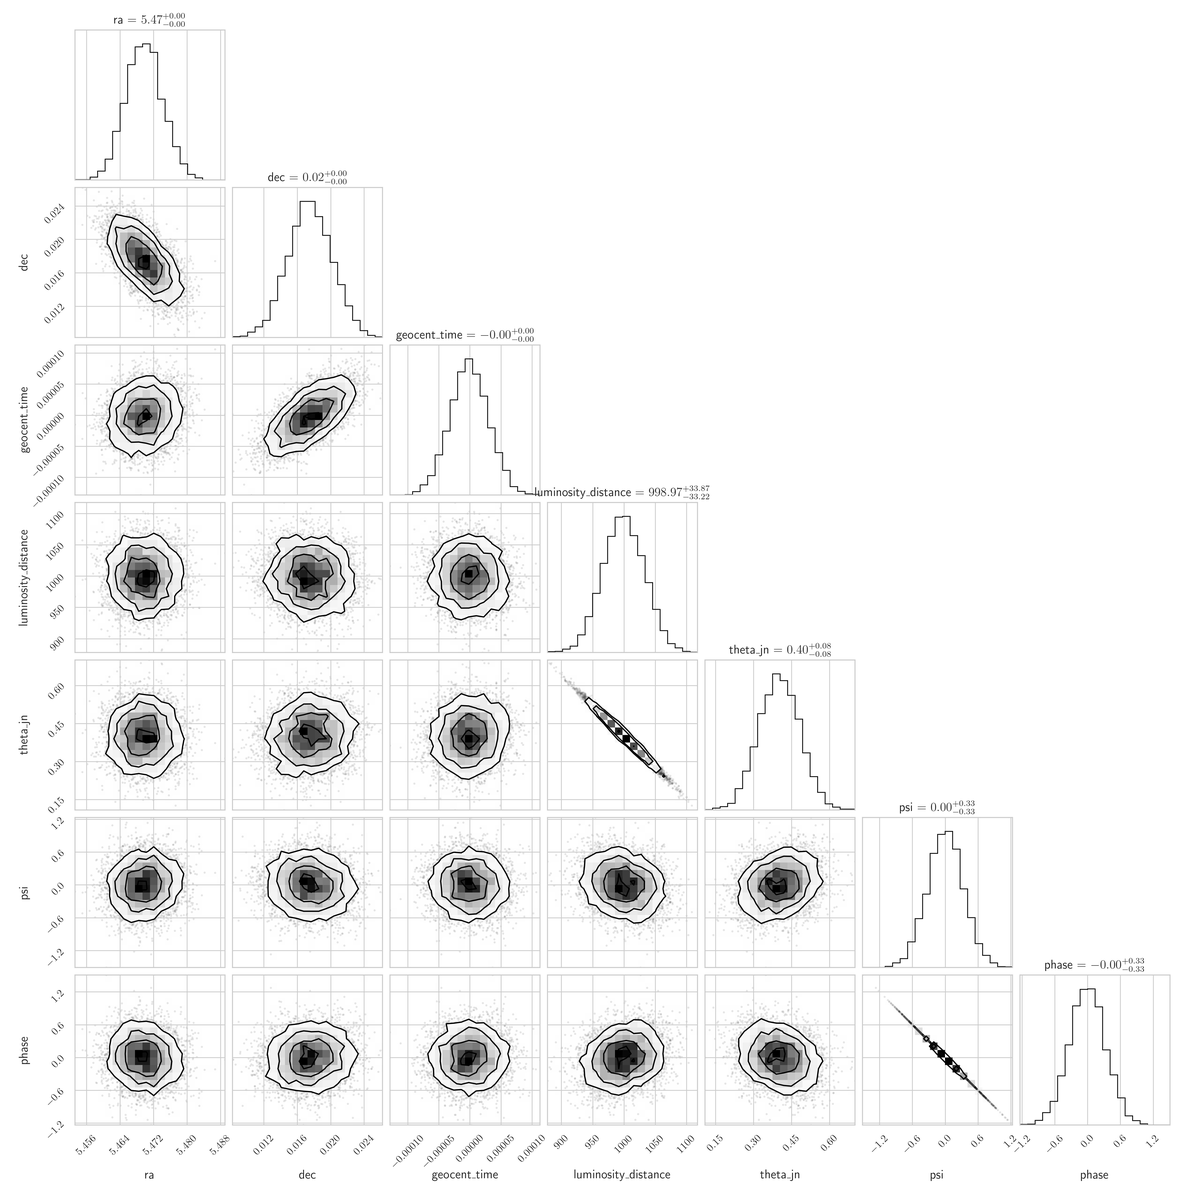 ra = 5.47+0.00 −0.00
dec = 0.02+0.00 −0.00
0.024
0.020
0.016
0.012
dec
geocent_time = −0.00+0.00 −0.00
0.00010
0.00005
0.00000
−0.00005
−0.00010
geocent_time
luminosity_distance = 998.97+33.87 −33.22
1100
1050
1000
950
900
luminosity_distance
theta_jn = 0.40+0.08 −0.08
0.60
0.45
0.30
0.15
theta_jn
psi = 0.00+0.33 −0.33
1.2
0.6
0.0
−0.6
−1.2
psi
phase = −0.00+0.33 −0.33
1.2
0.6
0.0
−0.6
−1.2
phase
5.456 5.464 5.472 5.480 5.488 0.012 0.016 0.020 0.024 −0.00010 −0.00005 0.00000 0.00005 0.00010 900 950 1000 1050 1100 0.15 0.30 0.45 0.60 −1.2 −0.6 0.0 0.6 1.2 −1.2 −0.6 0.0 0.6 1.2
ra dec geocent_time luminosity_distance theta_jn psi phase